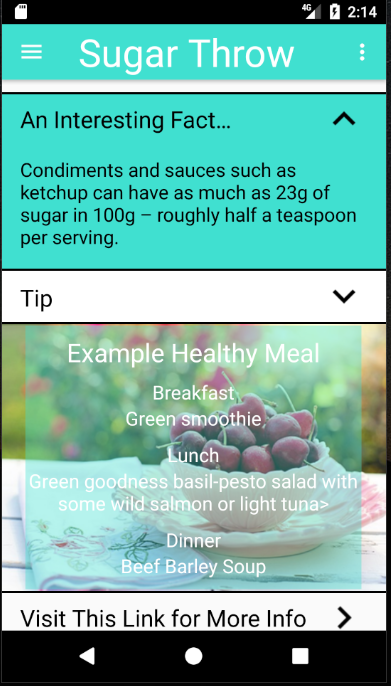 4G 2:14
Sugar Throw
An Interesting Fact...
Condiments and sauces such as
ketchup can have as much as 23g of
sugar in 100g – roughly half a teaspoon
per serving.
Tip
Example Healthy Meal
Breakfast
Green smoothie
Lunch
Green goodness basil-pesto salad with
some wild salmon or light tuna>
Dinner
Beef Barley Soup
Visit This Link for More Info